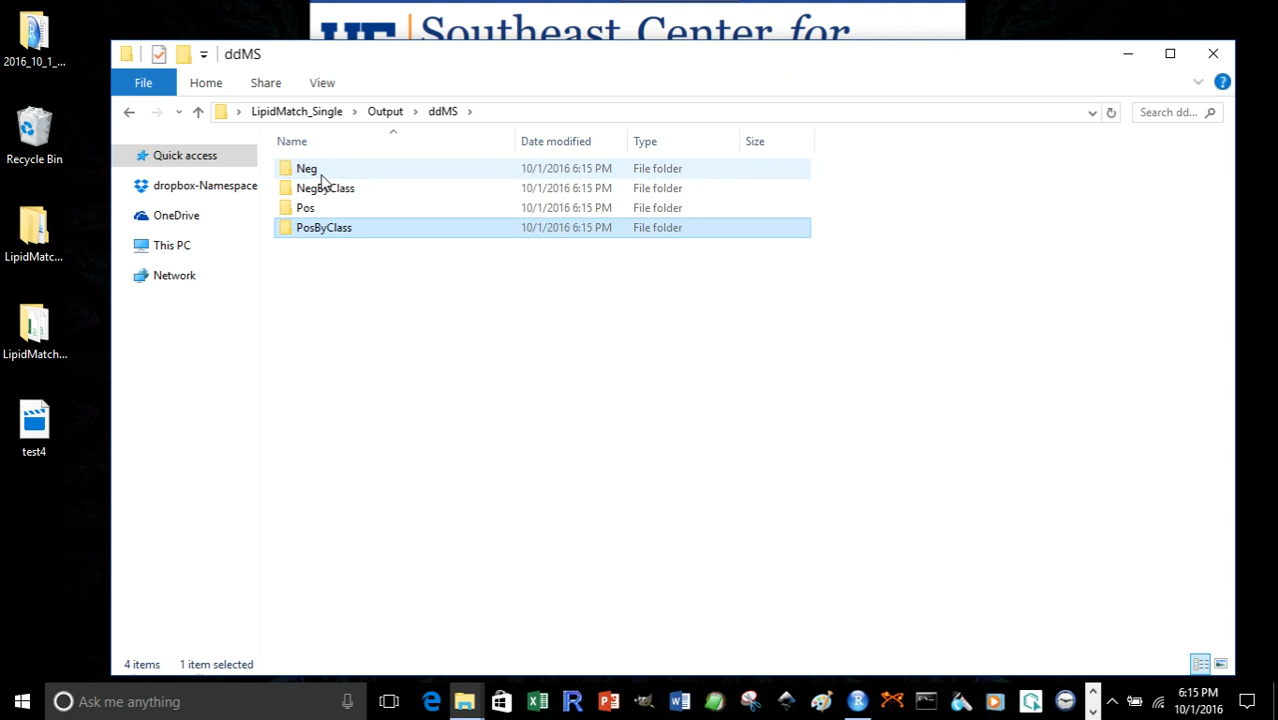 Southeast Center for
2016_10_1_...
Recycle Bin
LipidMatc...
LipidMatch...
test4
ddMS
File
Home
Share
View
LipidMatch_Single > Output > ddMS >
Search dd...
Quick access
dropbox-Namespace
OneDrive
This PC
Network
Name
Date modified
Type
Size
Neg
10/1/2016 6:15 PM
File folder
NegByClass
10/1/2016 6:15 PM
File folder
Pos
10/1/2016 6:15 PM
File folder
PosByClass
10/1/2016 6:15 PM
File folder
4 items
1 item selected
Ask me anything
6:15 PM
10/1/2016